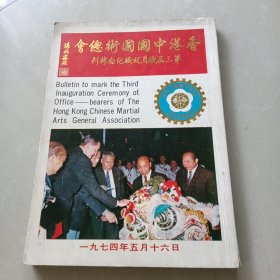 會總術國國中港香
刊特念紀職就員職屆三第
Bulletin to mark the Third
Inauguration Ceremony of
Office — bearers of The
Hong Kong Chinese Martial
Arts General Association
一九七四年五月十六日